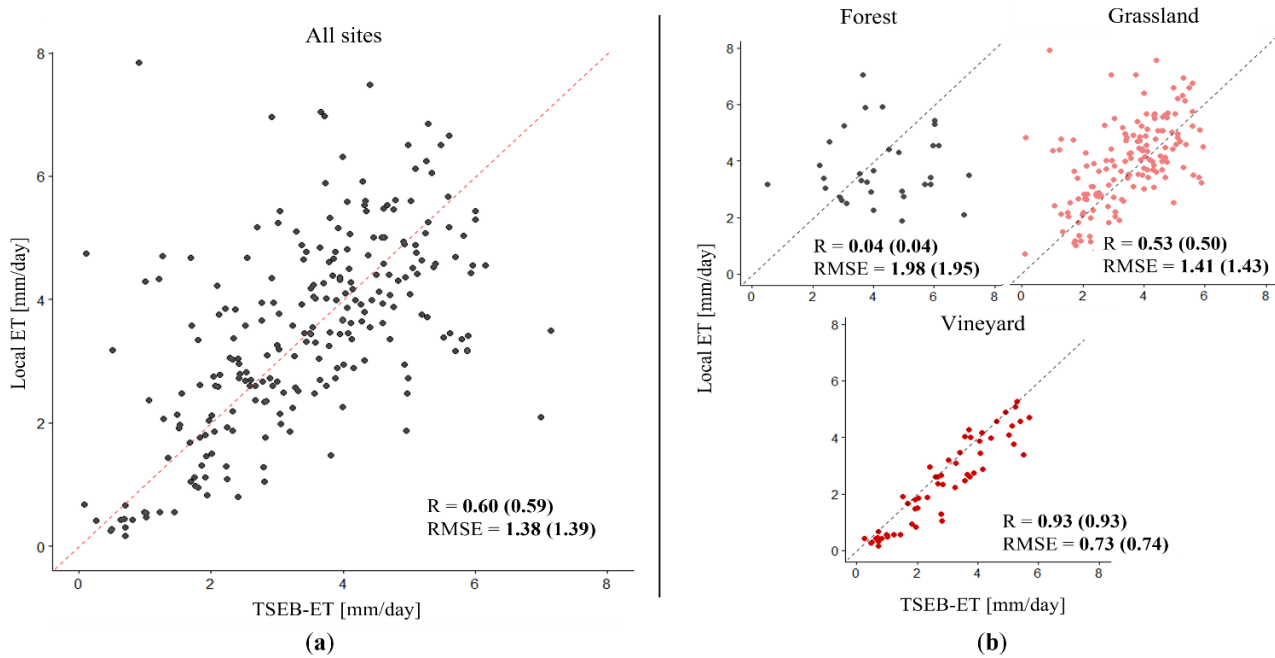 All sites
8
6
4
2
0
Local ET [mm/day]
R = 0.60 (0.59)
RMSE = 1.38 (1.39)
0 2 4 6 8
TSEB-ET [mm/day]
(a)
Forest
8
6
4
2
0
R = 0.04 (0.04)
RMSE = 1.98 (1.95)
0 2 4 6 8
Grassland
R = 0.53 (0.50)
RMSE = 1.41 (1.43)
0 2 4 6 8
Local ET [mm/day]
Vineyard
8
6
4
2
0
R = 0.93 (0.93)
RMSE = 0.73 (0.74)
0 2 4 6 8
TSEB-ET [mm/day]
(b)